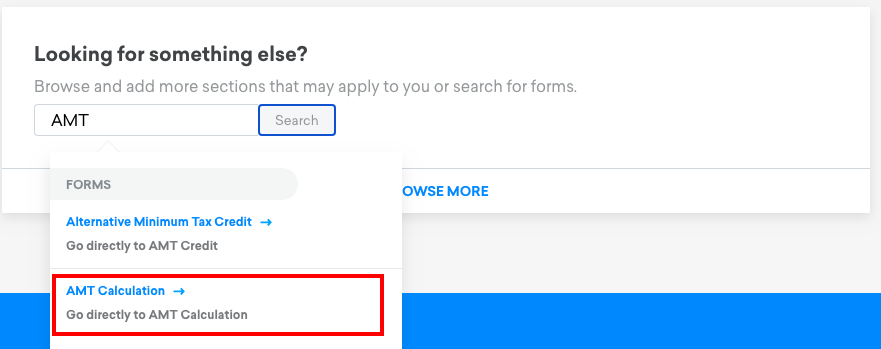 Looking for something else?
Browse and add more sections that may apply to you or search for forms.
AMT Search
FORMS
OWSE MORE
Alternative Minimum Tax Credit →
Go directly to AMT Credit
AMT Calculation →
Go directly to AMT Calculation